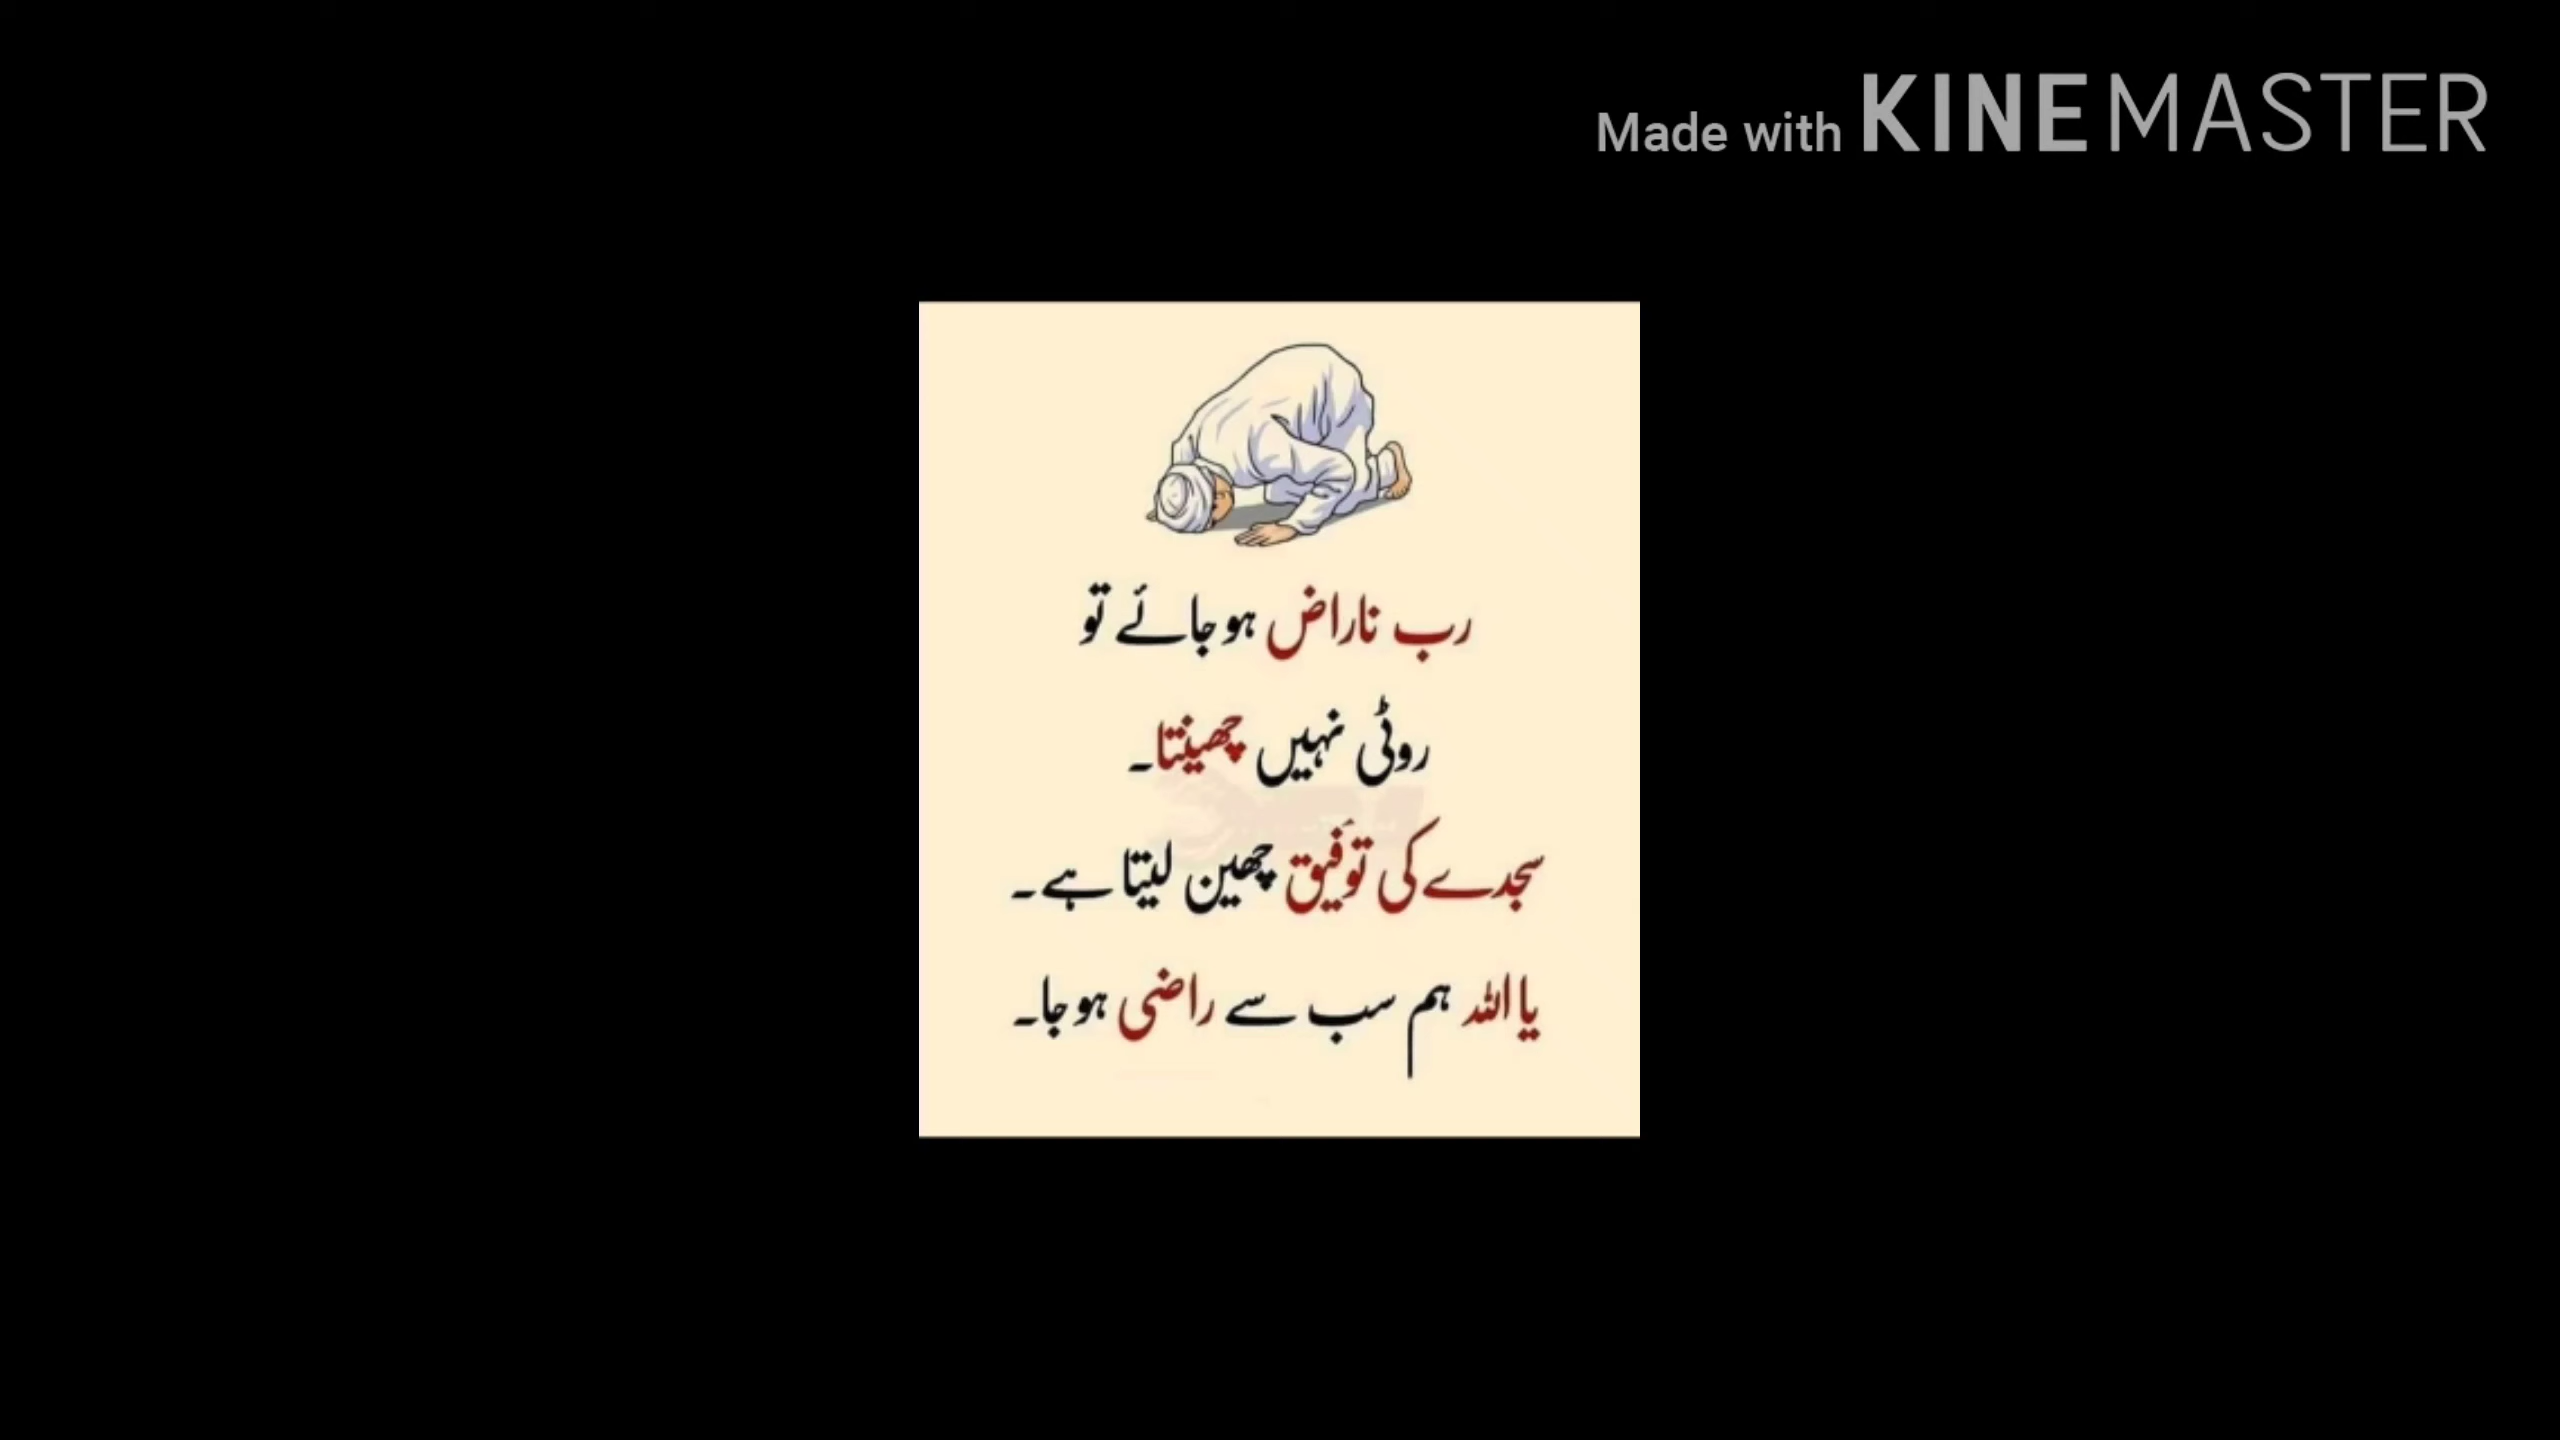 Made with KINEMASTER
رب ناراض ہو جائے تو
روٹی نہیں چھینتا۔
سجدے کی توفیق چھین لیتا ہے۔
یا اللہ ہم سب سے راضی ہو جا۔